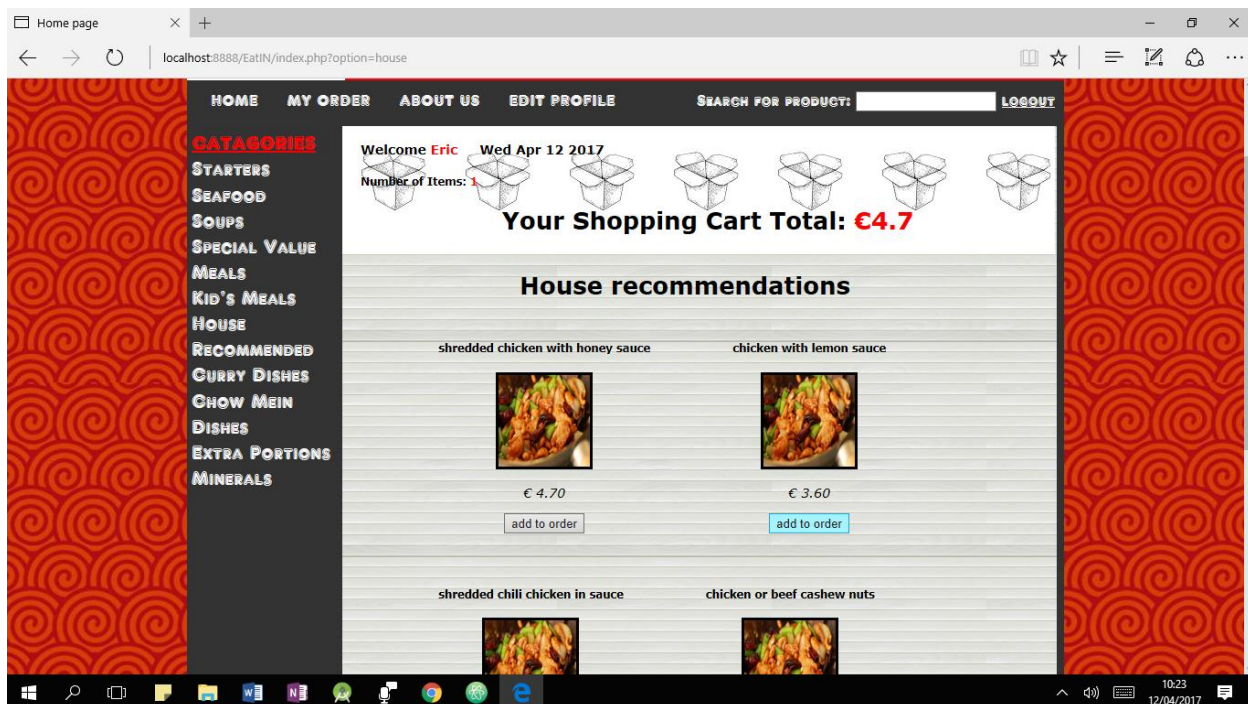 Home page
localhost:8888/EatIN/index.php?option=house
HOME MY ORDER ABOUT US EDIT PROFILE SEARCH FOR PRODUCT: LOGOUT
CATAGORIES
STARTERS
SEAFOOD
SOUPS
SPECIAL VALUE
MEALS
KID'S MEALS
HOUSE
RECOMMENDED
CURRY DISHES
CHOW MEIN
DISHES
EXTRA PORTIONS
MINERALS
Welcome Eric Wed Apr 12 2017
Number of Items: 1
Your Shopping Cart Total: €4.7
House recommendations
shredded chicken with honey sauce chicken with lemon sauce
€ 4.70 € 3.60
add to order add to order
shredded chili chicken in sauce chicken or beef cashew nuts
10:23
12/04/2017